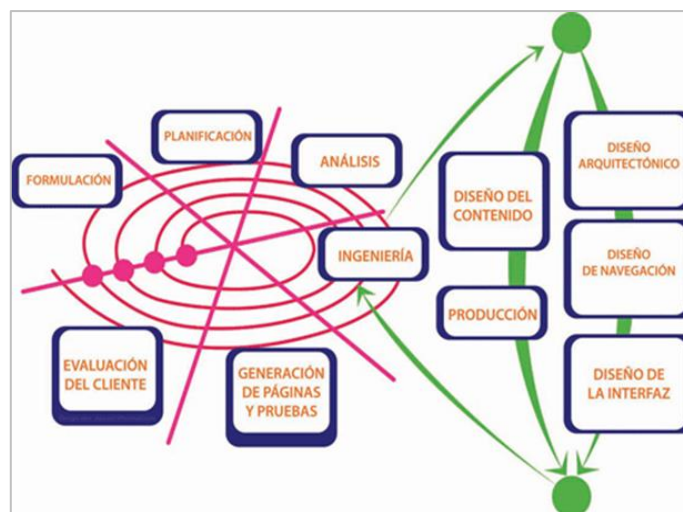 PLANIFICACIÓN
FORMULACIÓN
ANÁLISIS
INGENIERÍA
EVALUACIÓN
DEL CLIENTE
GENERACIÓN
DE PÁGINAS
Y PRUEBAS
DISEÑO DEL
CONTENIDO
PRODUCCIÓN
DISEÑO
ARQUITECTÓNICO
DISEÑO
DE NAVEGACIÓN
DISEÑO DE
LA INTERFAZ